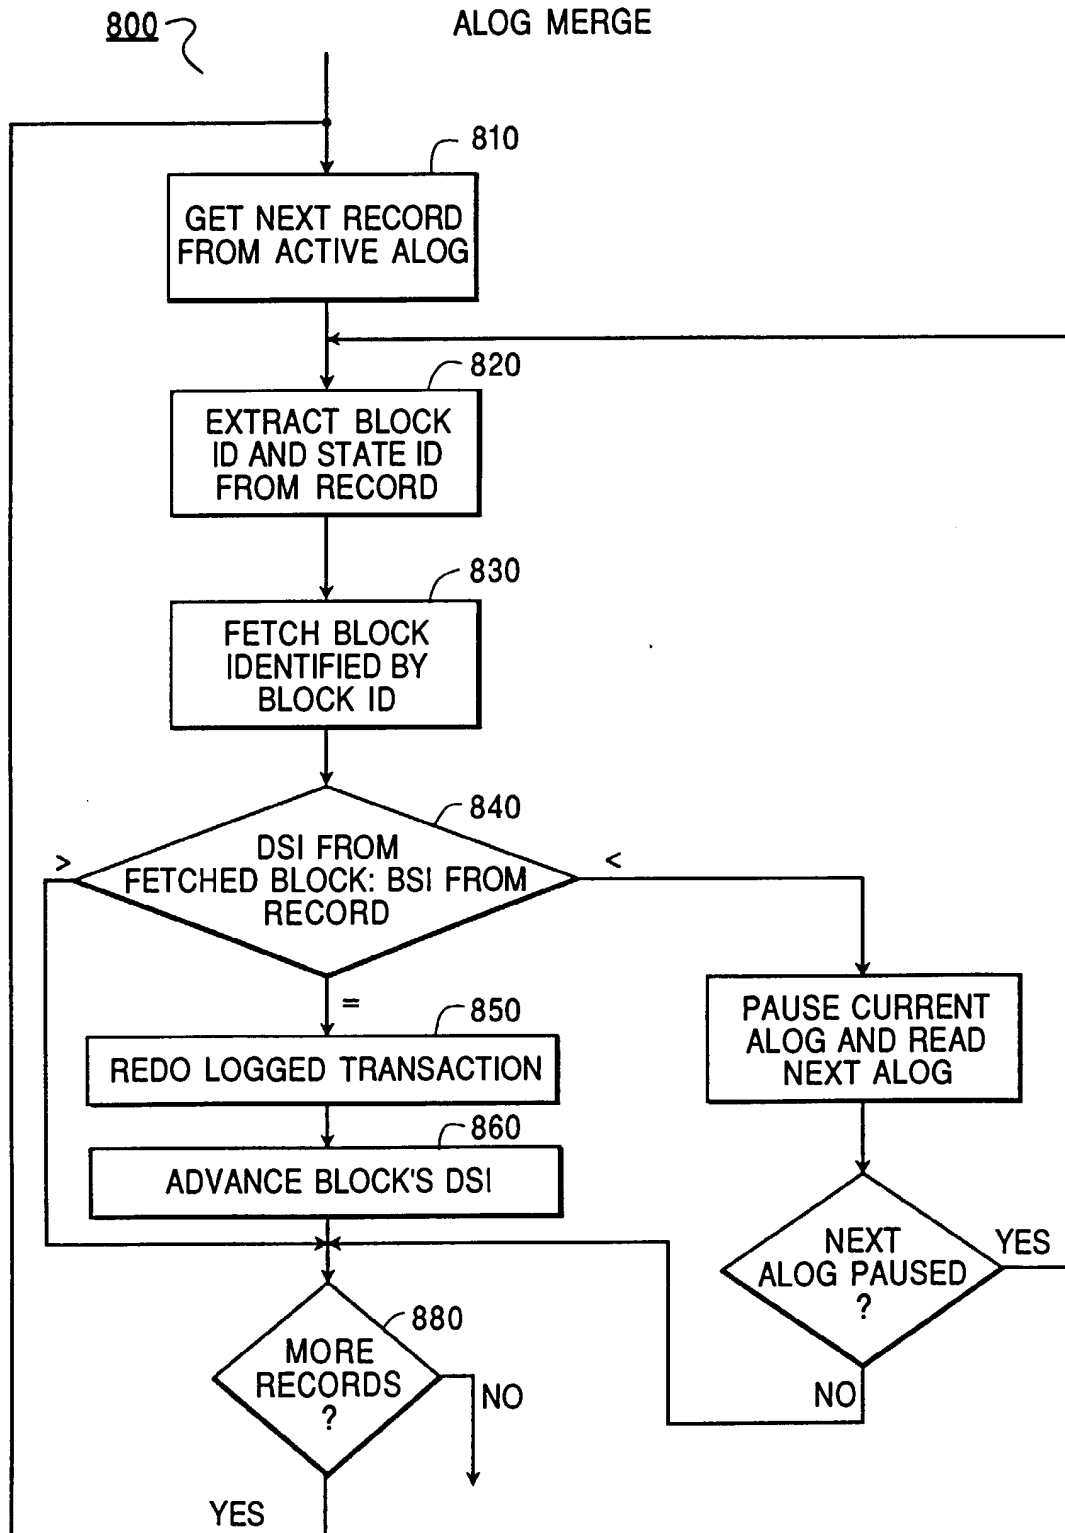 800
ALOG MERGE
810
GET NEXT RECORD
FROM ACTIVE ALOG
820
EXTRACT BLOCK
ID AND STATE ID
FROM RECORD
830
FETCH BLOCK
IDENTIFIED BY
BLOCK ID
840
DSI FROM
FETCHED BLOCK: BSI FROM
RECORD
>
<
=
850
REDO LOGGED TRANSACTION
PAUSE CURRENT
ALOG AND READ
NEXT ALOG
860
ADVANCE BLOCK'S DSI
NEXT
ALOG PAUSED
?
YES
NO
880
MORE
RECORDS
?
NO
YES